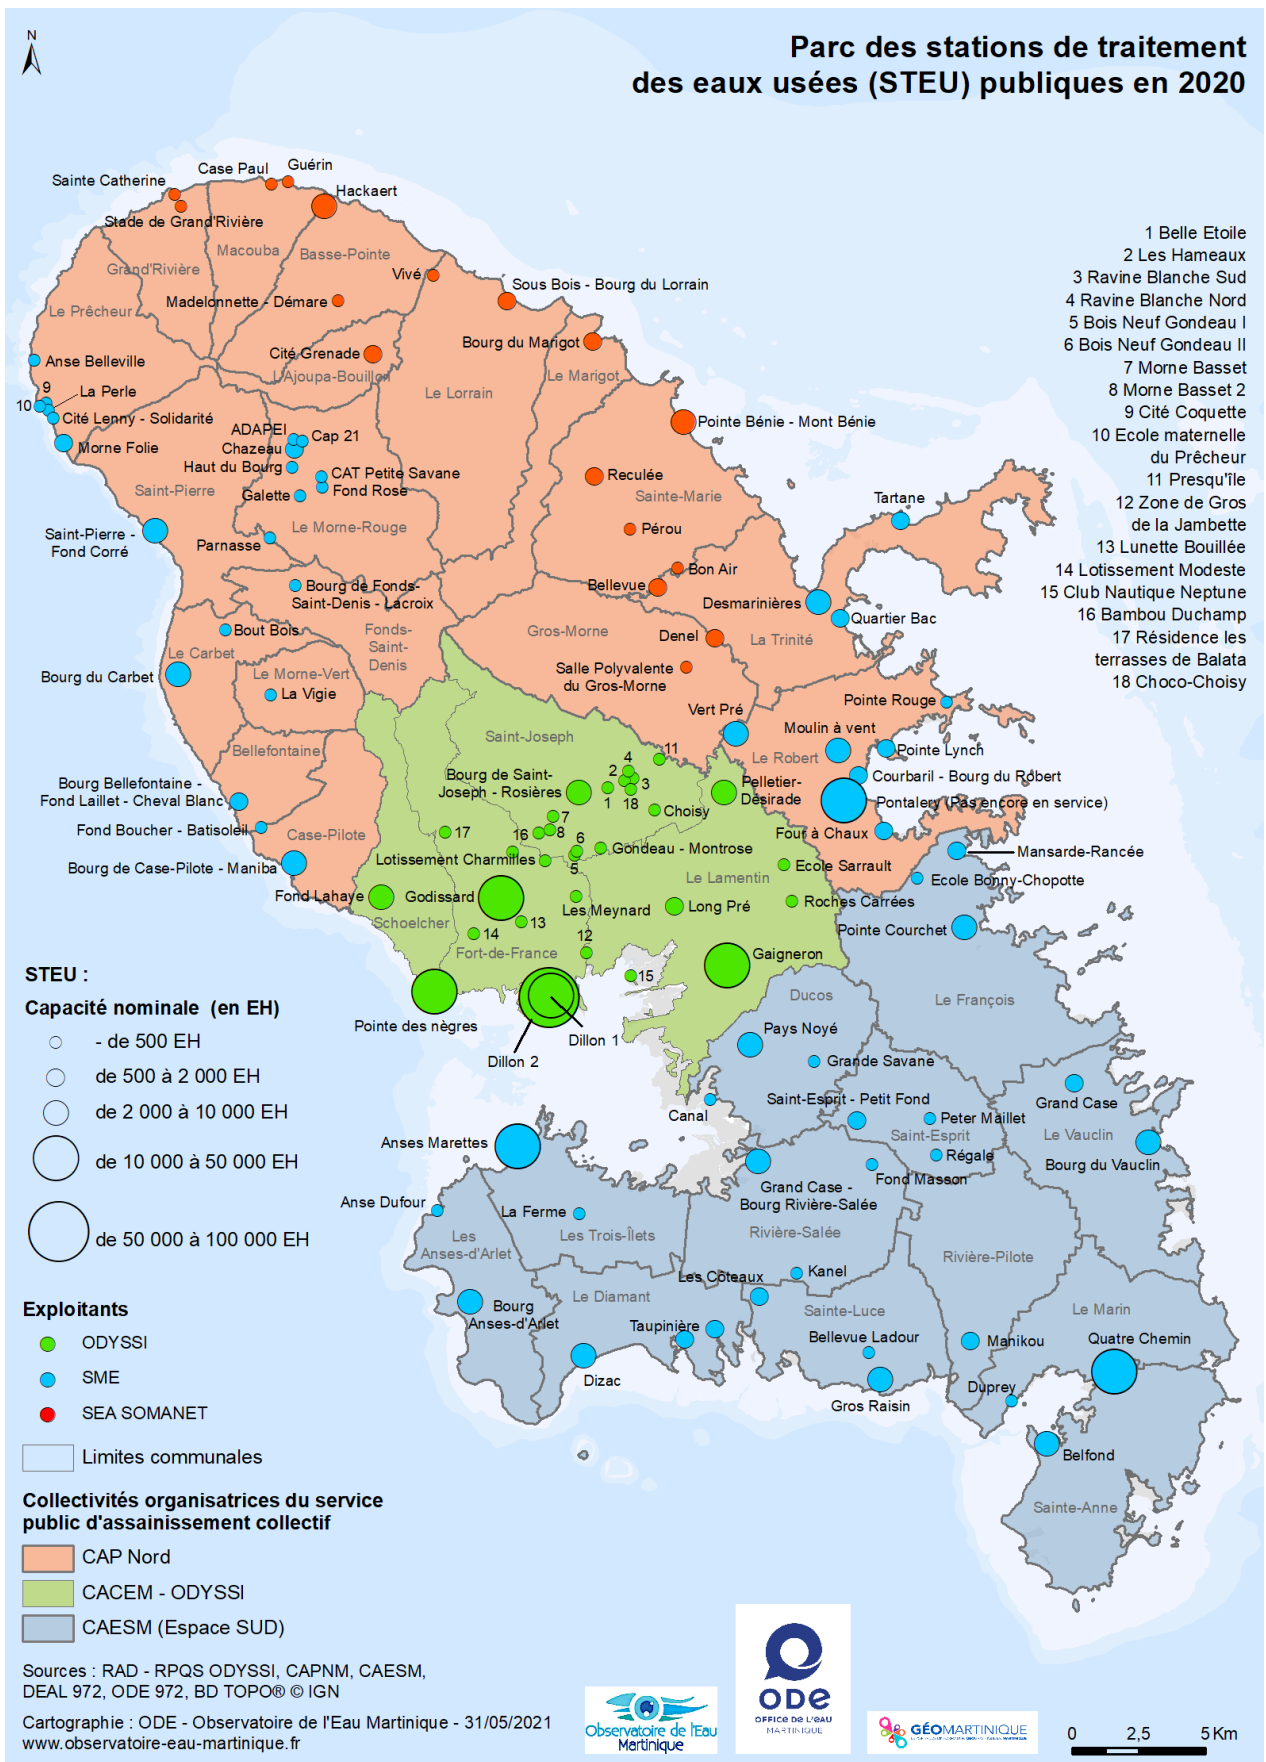 N
Parc des stations de traitement
des eaux usées (STEU) publiques en 2020
Case Paul
Guérin
Sainte Catherine
Hackaert
Stade de Grand'Rivière
Macouba
Basse-Pointe
Grand'Rivière
Vivé
Sous Bois - Bourg du Lorrain
Madelonnette - Démare
Le Prêcheur
Bourg du Marigot
Cité Grenade
L'Ajoupa-Bouillon
Le Marigot
Anse Belleville
Le Lorrain
9
La Perle
10
Cité Lenny - Solidarité
Pointe Bénie - Mont Bénie
ADAPEI
Cap 21
Chazeau
Morne Folie
Haut du Bourg
CAT Petite Savane
Reculée
Saint-Pierre
Fond Rose
Galette
Sainte-Marie
Tartane
Le Morne-Rouge
Pérou
Saint-Pierre -
Fond Corré
Parnasse
Bon Air
Bellevue
Bourg de Fonds-
Saint-Denis - Lacroix
Desmarinières
Quartier Bac
Bout Bois
Fonds-
Saint-
Denis
Gros-Morne
Denel
La Trinité
Le Carbet
Le Morne-Vert
Salle Polyvalente
du Gros-Morne
Bourg du Carbet
La Vigie
Pointe Rouge
Vert Pré
Moulin à vent
Saint-Joseph
Bellefontaine
11
Pointe Lynch
Le Robert
4
2
3
1
18
Bourg de Saint-
Joseph - Rosières
Pelletier-
Désirade
Courbaril - Bourg du Robert
Bourg Bellefontaine -
Fond Laillet - Cheval Blanc
Pontalery (Pas encore en service)
Choisy
7
Fond Boucher - Batisoleil
Case-Pilote
17
16
8
Four à Chaux
6
Gondeau - Montrose
Mansarde-Rancée
Lotissement Charmilles
5
Bourg de Case-Pilote - Maniba
Ecole Sarrault
Le Lamentin
Ecole Bonny-Chopotte
Fond Lahaye
Godissard
Les Meynard
Long Pré
Roches Carrées
Schoelcher
13
Pointe Courchet
14
12
Fort-de-France
Gaigneron
15
Ducos
Le François
Pointe des nègres
Pays Noyé
Dillon 1
Dillon 2
Grande Savane
Saint-Esprit - Petit Fond
Grand Case
Canal
Peter Maillet
Anses Marettes
Saint-Esprit
Le Vauclin
Régale
Bourg du Vauclin
Fond Masson
Grand Case -
Bourg Rivière-Salée
Anse Dufour
La Ferme
Les
Anses-d'Arlet
Les Trois-Îlets
Rivière-Salée
Rivière-Pilote
Kanel
Les Côteaux
Le Diamant
Bourg
Anses-d'Arlet
Sainte-Luce
Le Marin
Taupinière
Bellevue Ladour
Manikou
Quatre Chemin
Dizac
Duprey
Gros Raisin
Belfond
Sainte-Anne
1 Belle Etoile
2 Les Hameaux
3 Ravine Blanche Sud
4 Ravine Blanche Nord
5 Bois Neuf Gondeau I
6 Bois Neuf Gondeau II
7 Morne Basset
8 Morne Basset 2
9 Cité Coquette
10 Ecole maternelle
du Prêcheur
11 Presqu'île
12 Zone de Gros
de la Jambette
13 Lunette Bouillée
14 Lotissement Modeste
15 Club Nautique Neptune
16 Bambou Duchamp
17 Résidence les
terrasses de Balata
18 Choco-Choisy
STEU :
Capacité nominale (en EH)
- de 500 EH
de 500 à 2 000 EH
de 2 000 à 10 000 EH
de 10 000 à 50 000 EH
de 50 000 à 100 000 EH
Exploitants
ODYSSI
SME
SEA SOMANET
Limites communales
Collectivités organisatrices du service
public d'assainissement collectif
CAP Nord
CACEM - ODYSSI
CAESM (Espace SUD)
Sources : RAD - RPQS ODYSSI, CAPNM, CAESM,
DEAL 972, ODE 972, BD TOPO® © IGN
Cartographie : ODE - Observatoire de l'Eau Martinique - 31/05/2021
www.observatoire-eau-martinique.fr
Observatoire de l'Eau
Martinique
ODE
OFFICE DE L'EAU
MARTINIQUE
GÉOMARTINIQUE
0 2,5 5 Km